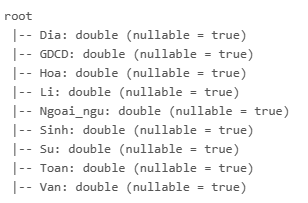 root
 |-- Dia: double (nullable = true)
 |-- GDCD: double (nullable = true)
 |-- Hoa: double (nullable = true)
 |-- Li: double (nullable = true)
 |-- Ngoai_ngu: double (nullable = true)
 |-- Sinh: double (nullable = true)
 |-- Su: double (nullable = true)
 |-- Toan: double (nullable = true)
 |-- Van: double (nullable = true)